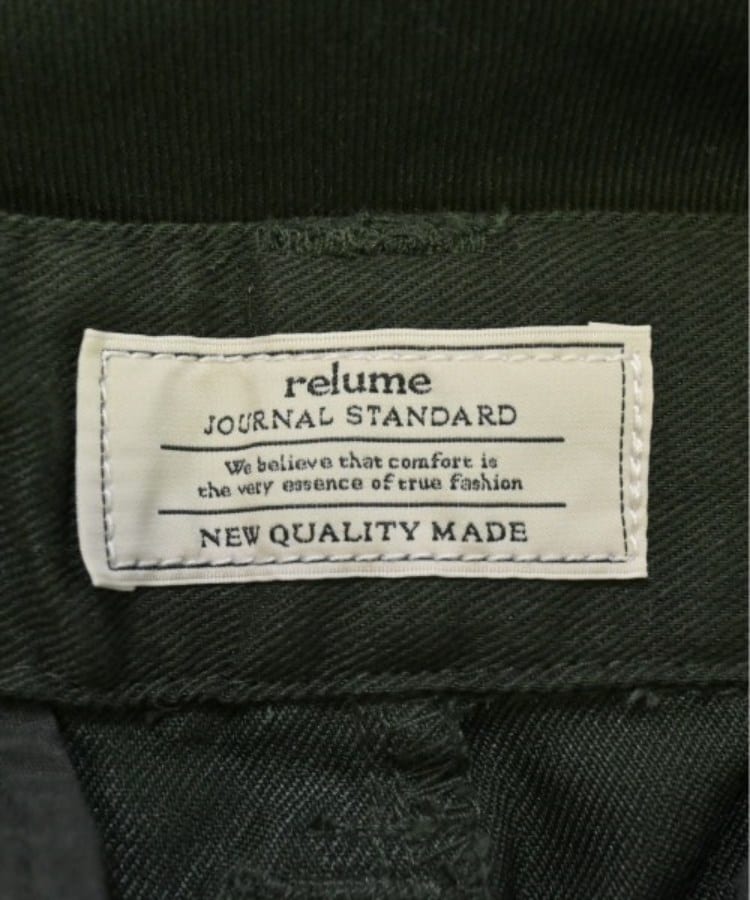 relume
JOURNAL STANDARD
We believe that comfort is
the very essence of true fashion
NEW QUALITY MADE